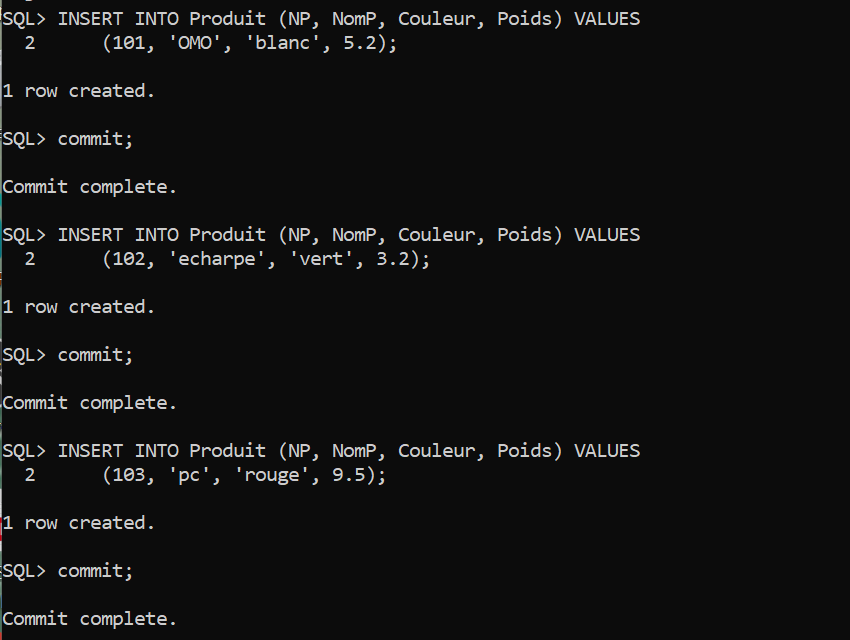 SQL> INSERT INTO Produit (NP, NomP, Couleur, Poids) VALUES
  2      (101, 'OMO', 'blanc', 5.2);
1 row created.
SQL> commit;
Commit complete.
SQL> INSERT INTO Produit (NP, NomP, Couleur, Poids) VALUES
  2      (102, 'echarpe', 'vert', 3.2);
1 row created.
SQL> commit;
Commit complete.
SQL> INSERT INTO Produit (NP, NomP, Couleur, Poids) VALUES
  2      (103, 'pc', 'rouge', 9.5);
1 row created.
SQL> commit;
Commit complete.